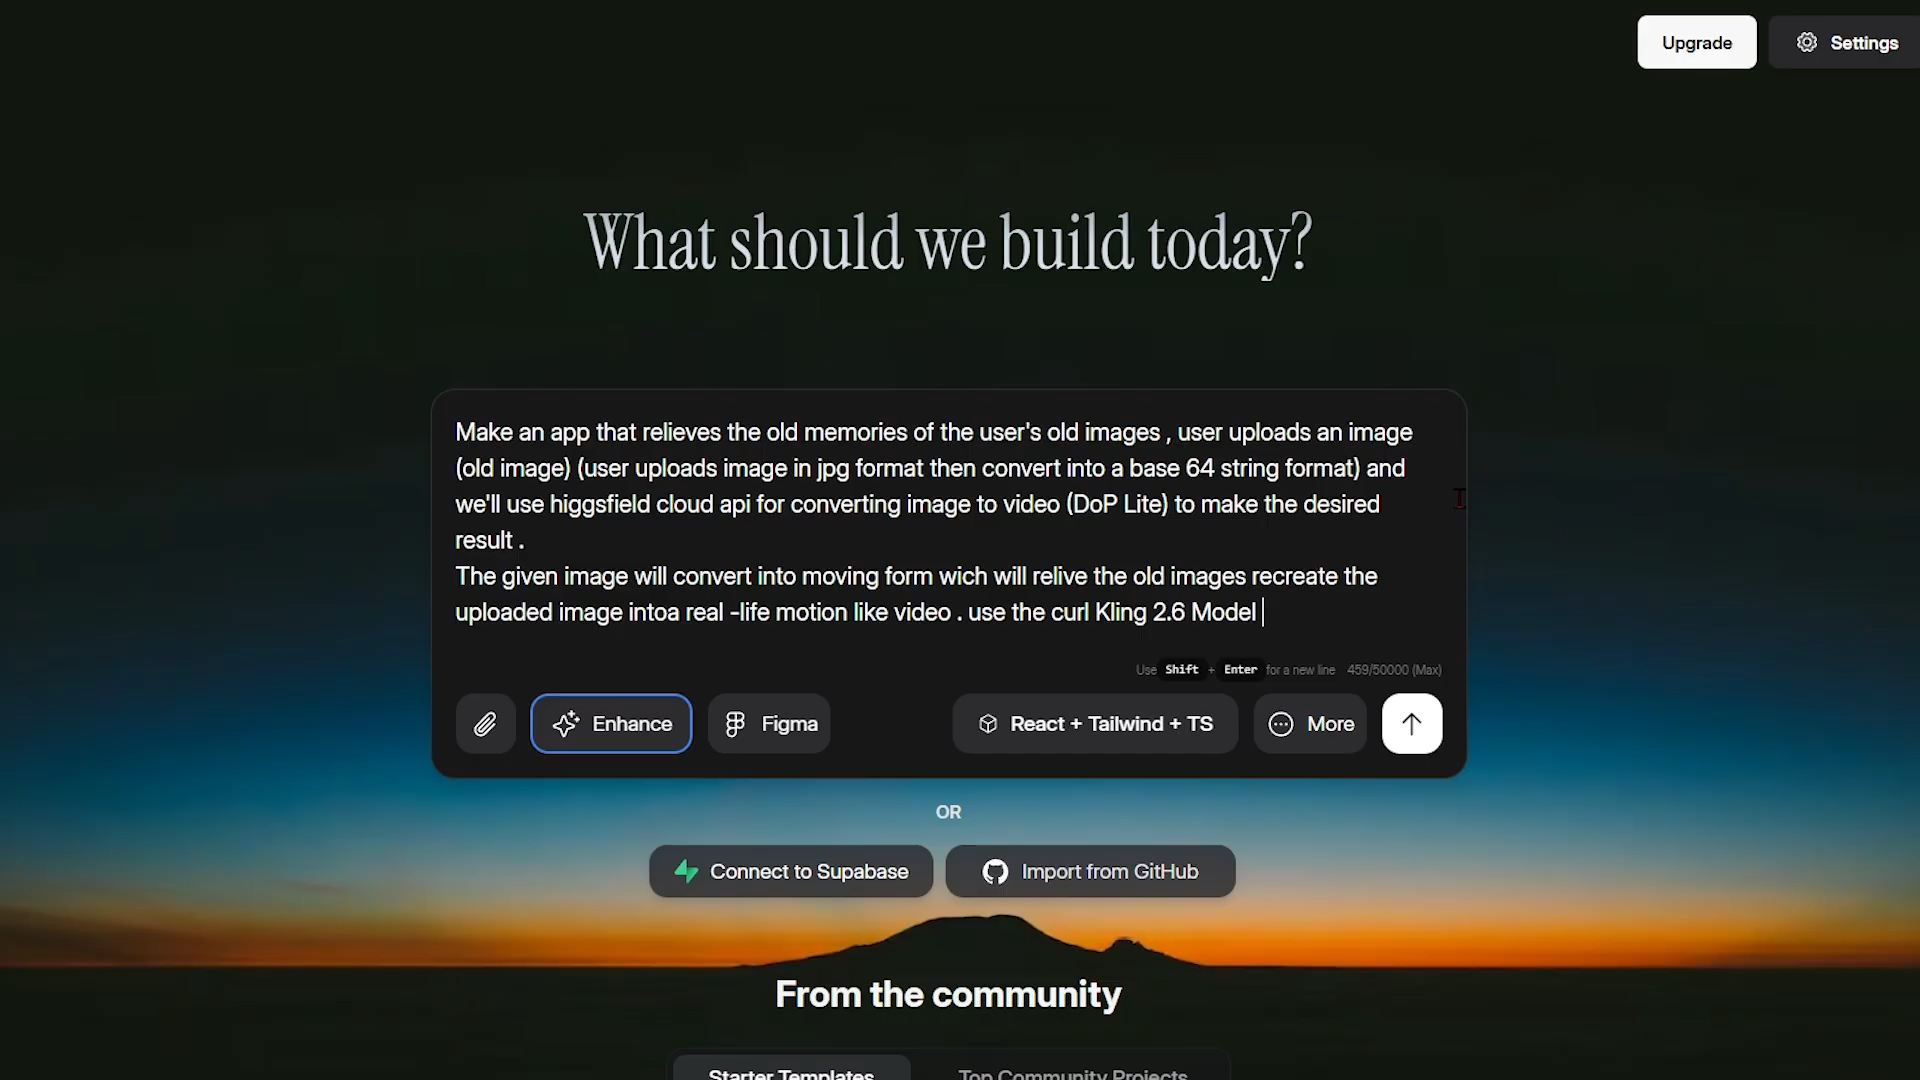 Upgrade
Settings
What should we build today?
Make an app that relieves the old memories of the user's old images , user uploads an image
(old image) (user uploads image in jpg format then convert into a base 64 string format) and
we'll use higgsfield cloud api for converting image to video (DoP Lite) to make the desired
result .
The given image will convert into moving form wich will relive the old images recreate the
uploaded image intoa real -life motion like video . use the curl Kling 2.6 Model
Use Shift + Enter for a new line 459/50000 (Max)
Enhance
Figma
React + Tailwind + TS
More
OR
Connect to Supabase
Import from GitHub
From the community
Starter Templates
Top Community Projects